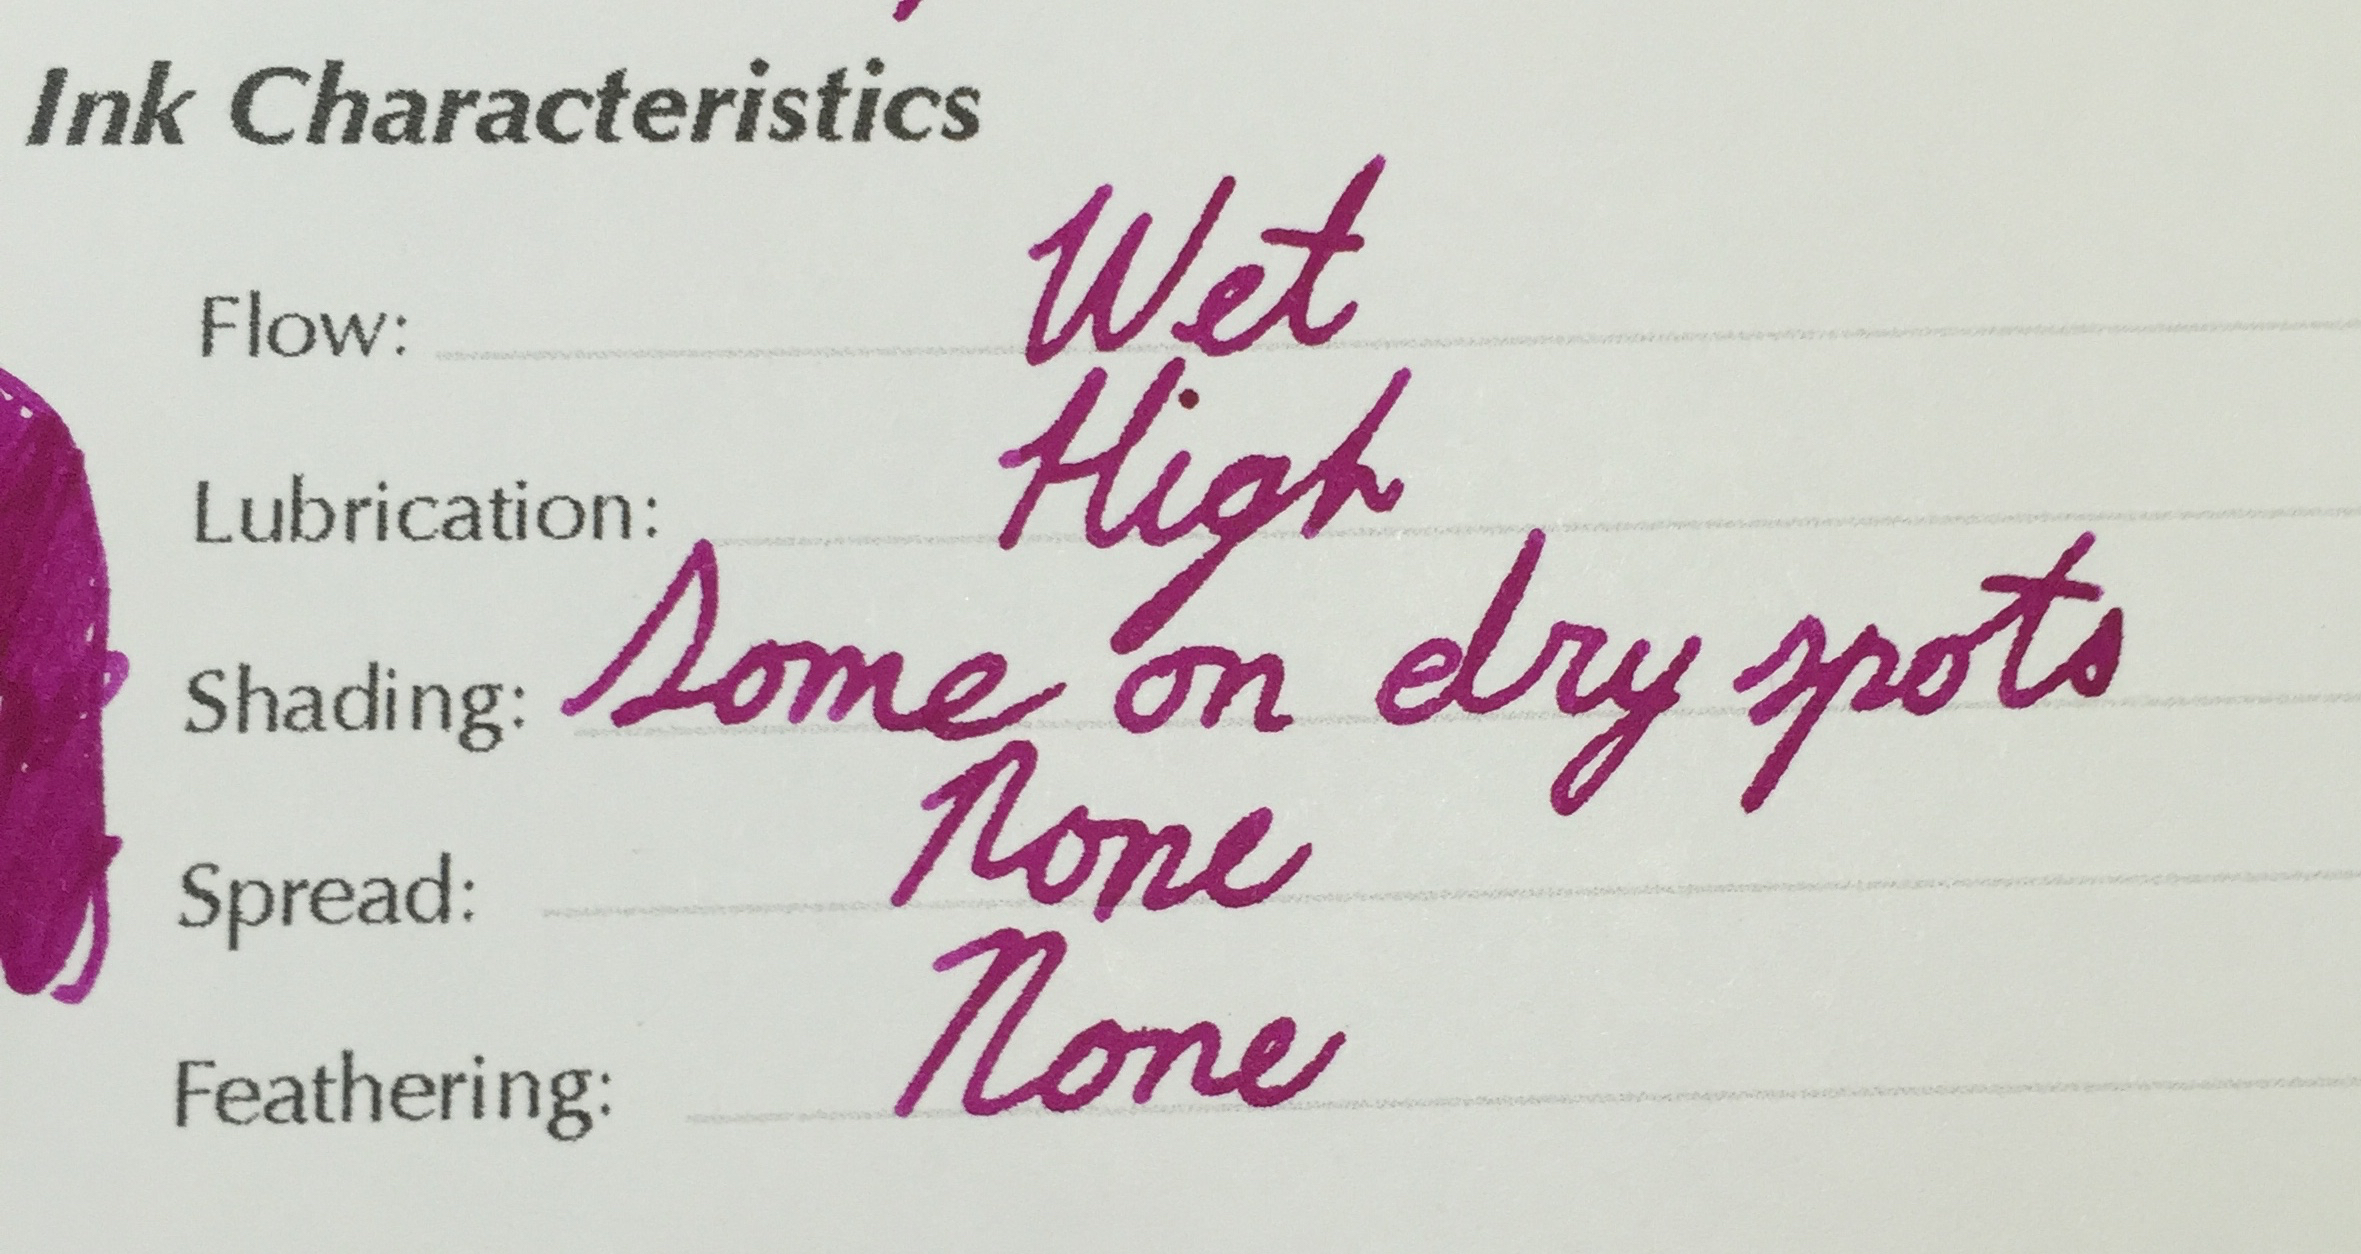 Ink Characteristics
Flow: Wet
Lubrication: High
Shading: Some on dry spots
Spread: None
Feathering: None